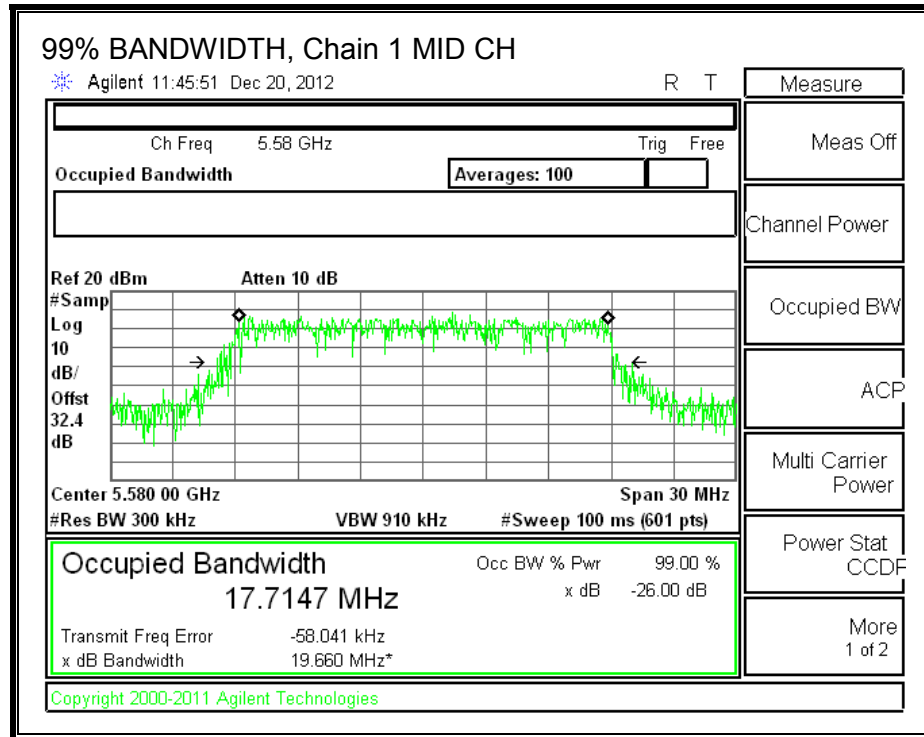 99% BANDWIDTH, Chain 1 MID CH
Agilent 11:45:51 Dec 20, 2012 R T
Measure
Ch Freq 5.58 GHz Trig Free
Meas Off
Occupied Bandwidth Averages: 100
Channel Power
Ref 20 dBm Atten 10 dB
#Samp
Log
10
dB/
Offst
32.4
dB
Occupied BW
ACP
Center 5.580 00 GHz Span 30 MHz
#Res BW 300 kHz VBW 910 kHz #Sweep 100 ms (601 pts)
Multi Carrier
Power
Occupied Bandwidth Occ BW % Pwr 99.00 %
17.7147 MHz x dB -26.00 dB
Power Stat
CCDF
Transmit Freq Error -58.041 kHz
x dB Bandwidth 19.660 MHz*
More
1 of 2
Copyright 2000-2011 Agilent Technologies